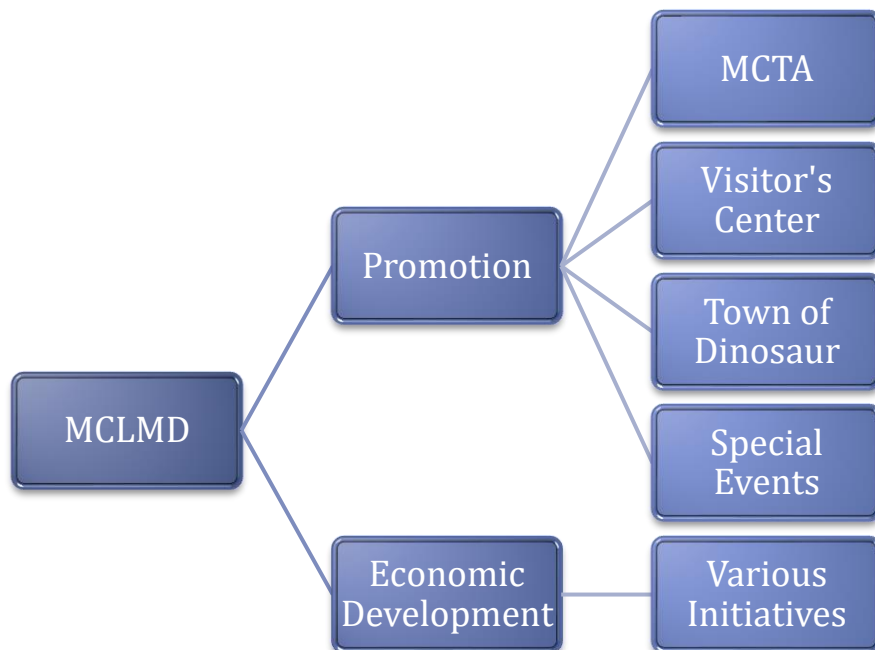 MCTA
Visitor's
Center
Promotion
Town of
Dinosaur
MCLMD
Special
Events
Economic
Development
Various
Initiatives